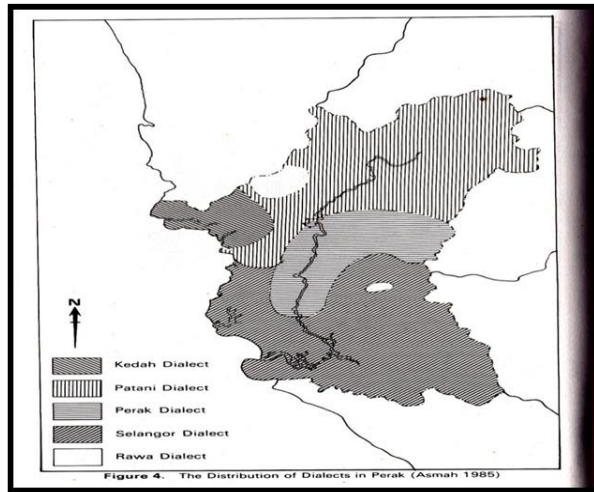 N
Kedah Dialect
Patani Dialect
Perak Dialect
Selangor Dialect
Rawa Dialect
Figure 4. The Distribution of Dialects in Perak (Asmah 1985)